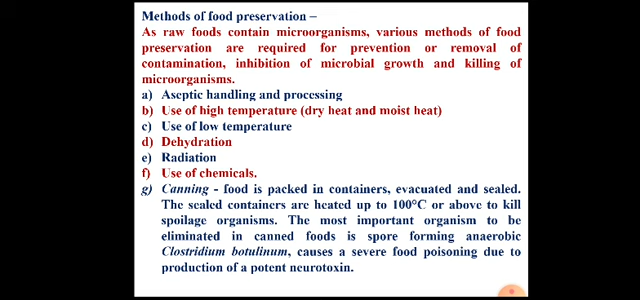 Methods of food preservation –
As raw foods contain microorganisms, various methods of food
preservation are required for prevention or removal of
contamination, inhibition of microbial growth and killing of
microorganisms.
a) Aseptic handling and processing
b) Use of high temperature (dry heat and moist heat)
c) Use of low temperature
d) Dehydration
e) Radiation
f) Use of chemicals.
g) Canning - food is packed in containers, evacuated and sealed.
The sealed containers are heated up to 100°C or above to kill
spoilage organisms. The most important organism to be
eliminated in canned foods is spore forming anaerobic
Clostridium botulinum, causes a severe food poisoning due to
production of a potent neurotoxin.